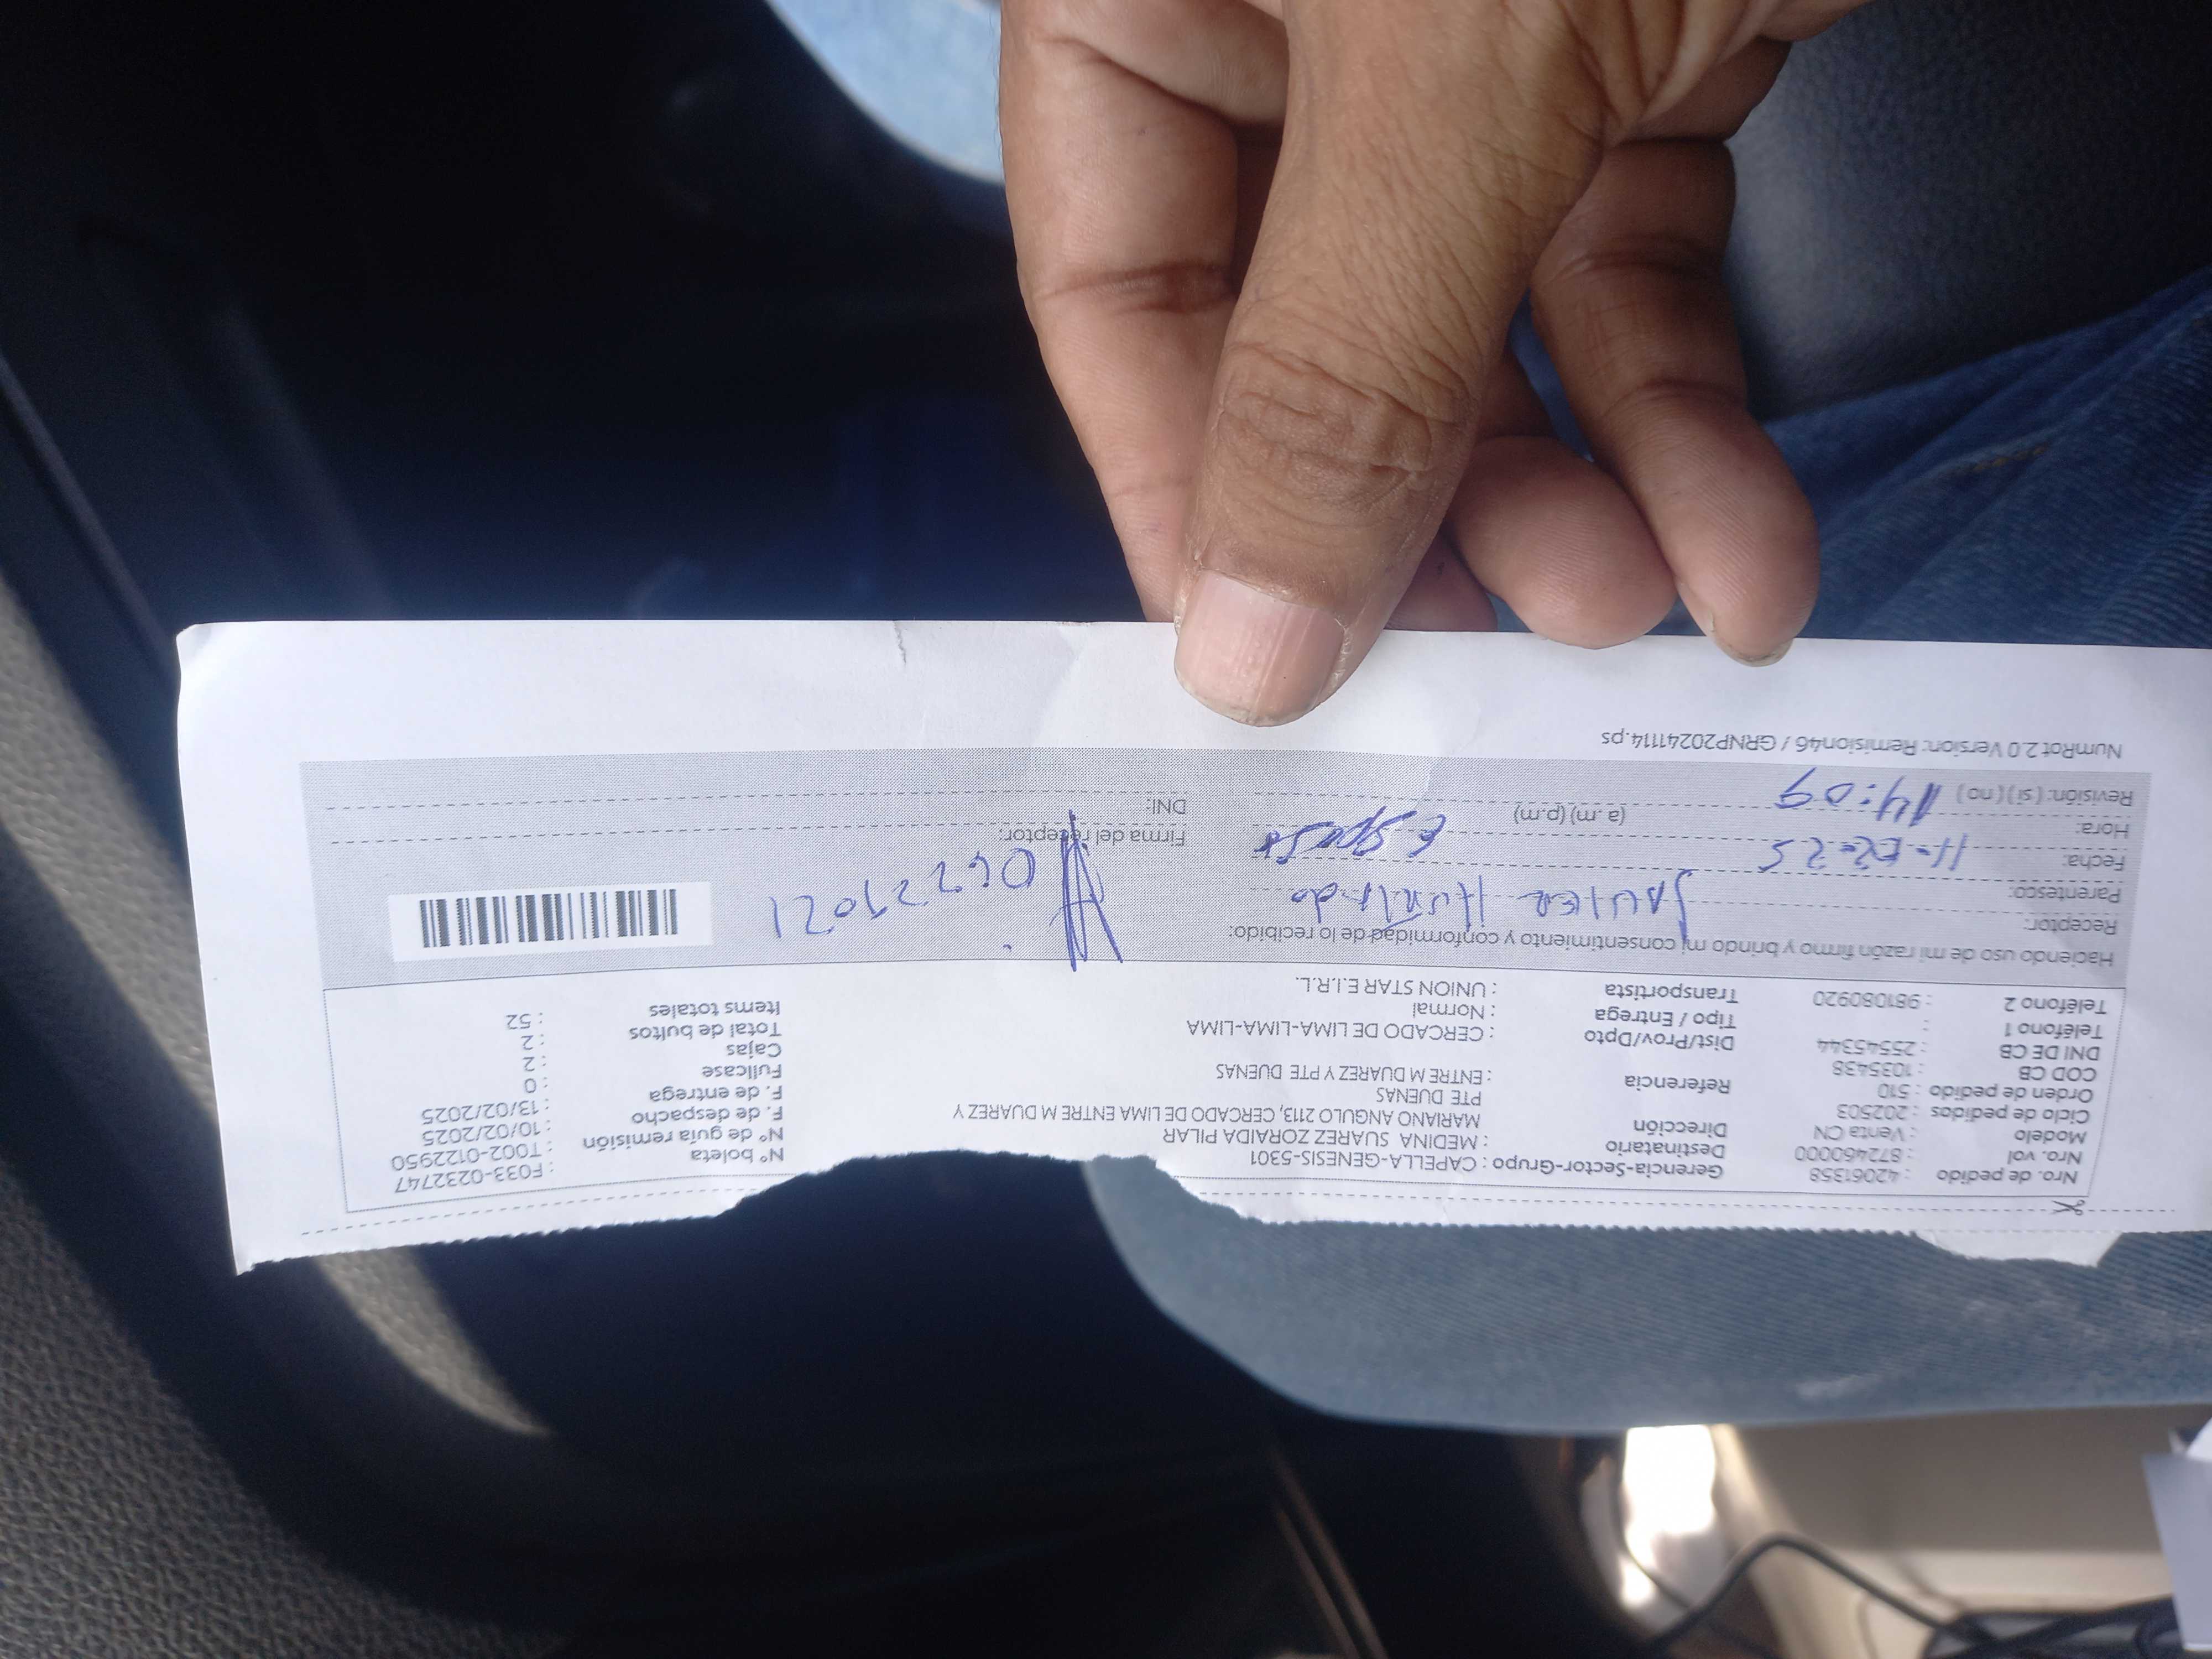 Nro. de pedido : 42061358 Gerencia-Sector-Grupo : CAPELLA-GENESIS-5301 N° boleta : F033-0232747
Nro. vol : 872460000 Destinatario : MEDINA SUAREZ ZORAIDA PILAR N° de guía remisión : T002-0122950
Modelo : Venta CN Dirección MARIANO ANGULO 2113, CERCADO DE LIMA ENTRE M DUAREZ Y F. de despacho : 10/02/2025
Ciclo de pedidos : 202503 PTE DUENAS F. de entrega : 13/02/2025
Orden de pedido : 510 Referencia : ENTRE M DUAREZ Y PTE DUENAS Fullcase : 0
COD CB : 1035438 Cajas : 2
DNI DE CB : 25545344 Dist/Prov/Dpto : CERCADO DE LIMA-LIMA-LIMA Total de bultos : 2
Teléfono 1 : Tipo / Entrega : Normal Items totales : 52
Teléfono 2 : 981080920 Transportista : UNION STAR E.I.R.L.
Haciendo uso de mi razón firmo y brindo mi consentimiento y conformidad de lo recibido:
Receptor: JAVIER HURTADO
Parentesco: Esposo 06229021
Fecha: 11-02-25 Firma del receptor:
Hora: 14:09 (a.m) (p.m) DNI:
Revisión: ( si ) ( no )
NumRot 2.0 Version: Remision46 / GRNP20241114.ps